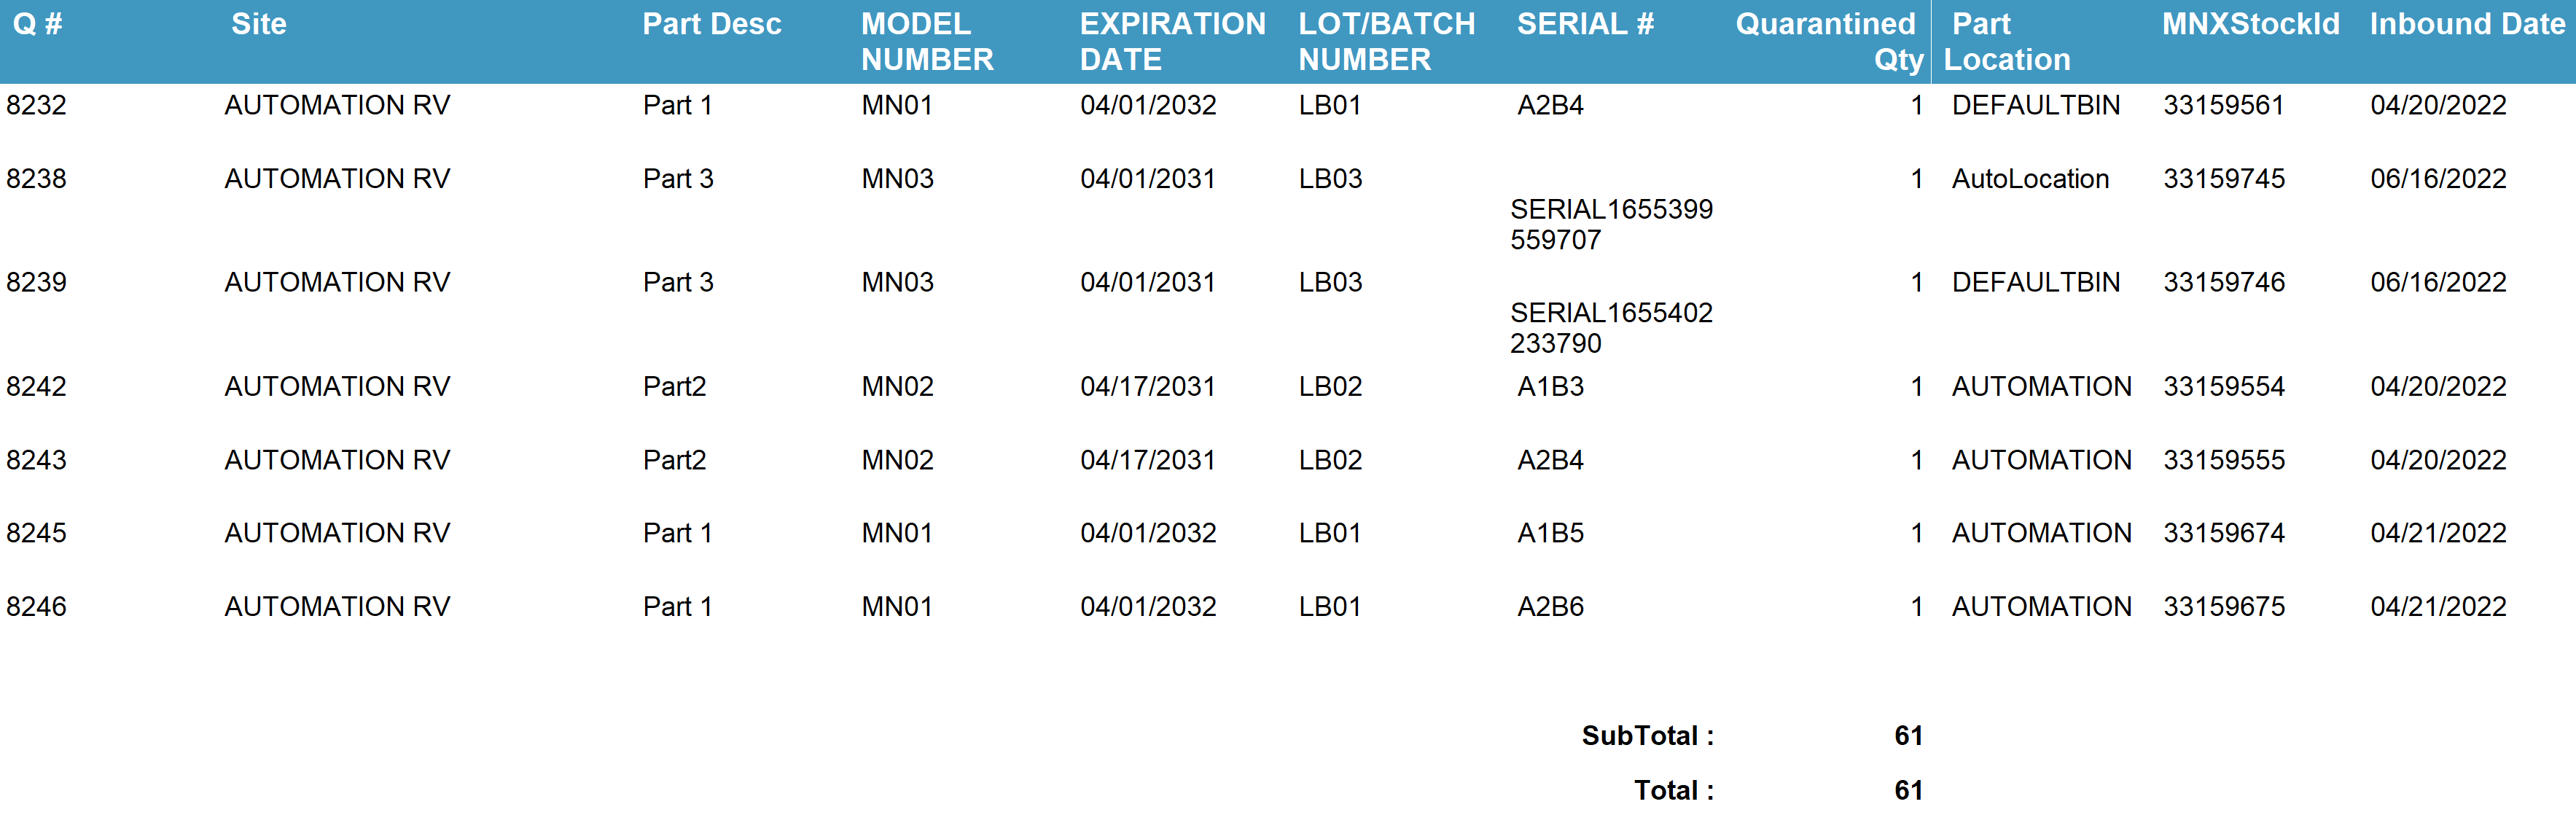 Q # Site Part Desc MODEL NUMBER EXPIRATION DATE LOT/BATCH NUMBER SERIAL # Quarantined Qty Part Location MNXStockId Inbound Date
8232 AUTOMATION RV Part 1 MN01 04/01/2032 LB01 A2B4 1 DEFAULTBIN 33159561 04/20/2022
8238 AUTOMATION RV Part 3 MN03 04/01/2031 LB03 SERIAL1655399559707 1 AutoLocation 33159745 06/16/2022
8239 AUTOMATION RV Part 3 MN03 04/01/2031 LB03 SERIAL1655402233790 1 DEFAULTBIN 33159746 06/16/2022
8242 AUTOMATION RV Part2 MN02 04/17/2031 LB02 A1B3 1 AUTOMATION 33159554 04/20/2022
8243 AUTOMATION RV Part2 MN02 04/17/2031 LB02 A2B4 1 AUTOMATION 33159555 04/20/2022
8245 AUTOMATION RV Part 1 MN01 04/01/2032 LB01 A1B5 1 AUTOMATION 33159674 04/21/2022
8246 AUTOMATION RV Part 1 MN01 04/01/2032 LB01 A2B6 1 AUTOMATION 33159675 04/21/2022
SubTotal : 61
Total : 61